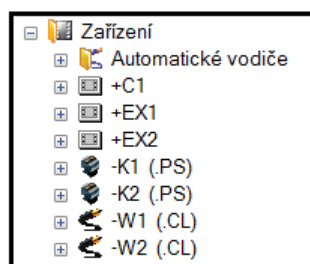 Zařízení
Automatické vodiče
+C1
+EX1
+EX2
-K1 (.PS)
-K2 (.PS)
-W1 (.CL)
-W2 (.CL)